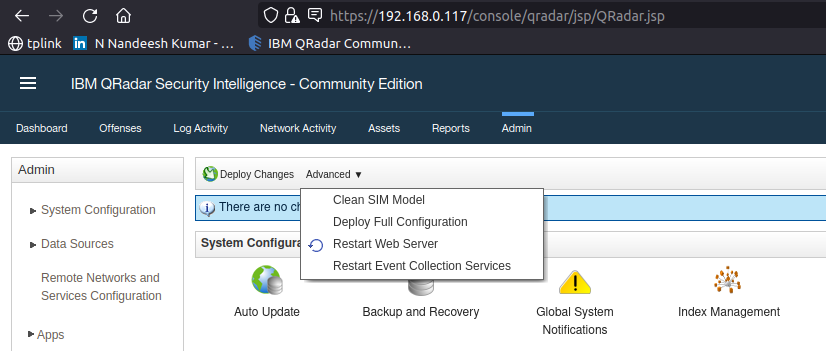 https://192.168.0.117/console/qradar/jsp/QRadar.jsp
tplink
N Nandeesh Kumar - ...
IBM QRadar Commun...
IBM QRadar Security Intelligence - Community Edition
Dashboard Offenses Log Activity Network Activity Assets Reports Admin
Admin
System Configuration
Data Sources
Remote Networks and
Services Configuration
Apps
Deploy Changes Advanced ▼
Clean SIM Model
Deploy Full Configuration
Restart Web Server
Restart Event Collection Services
There are no ch
System Configura
Auto Update
Backup and Recovery
Global System
Notifications
Index Management